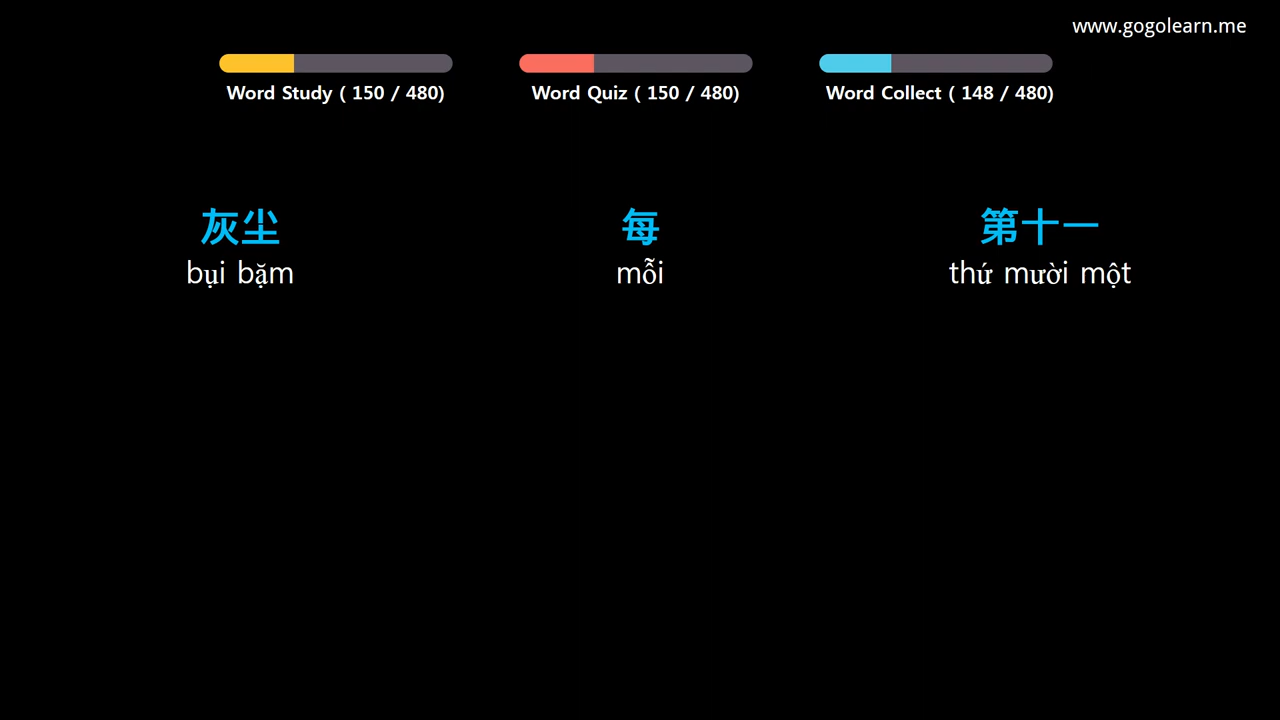 www.gogolearn.me
Word Study ( 150 / 480)
Word Quiz ( 150 / 480)
Word Collect ( 148 / 480)
灰尘
bụi bặm
每
mỗi
第十一
thứ mười một